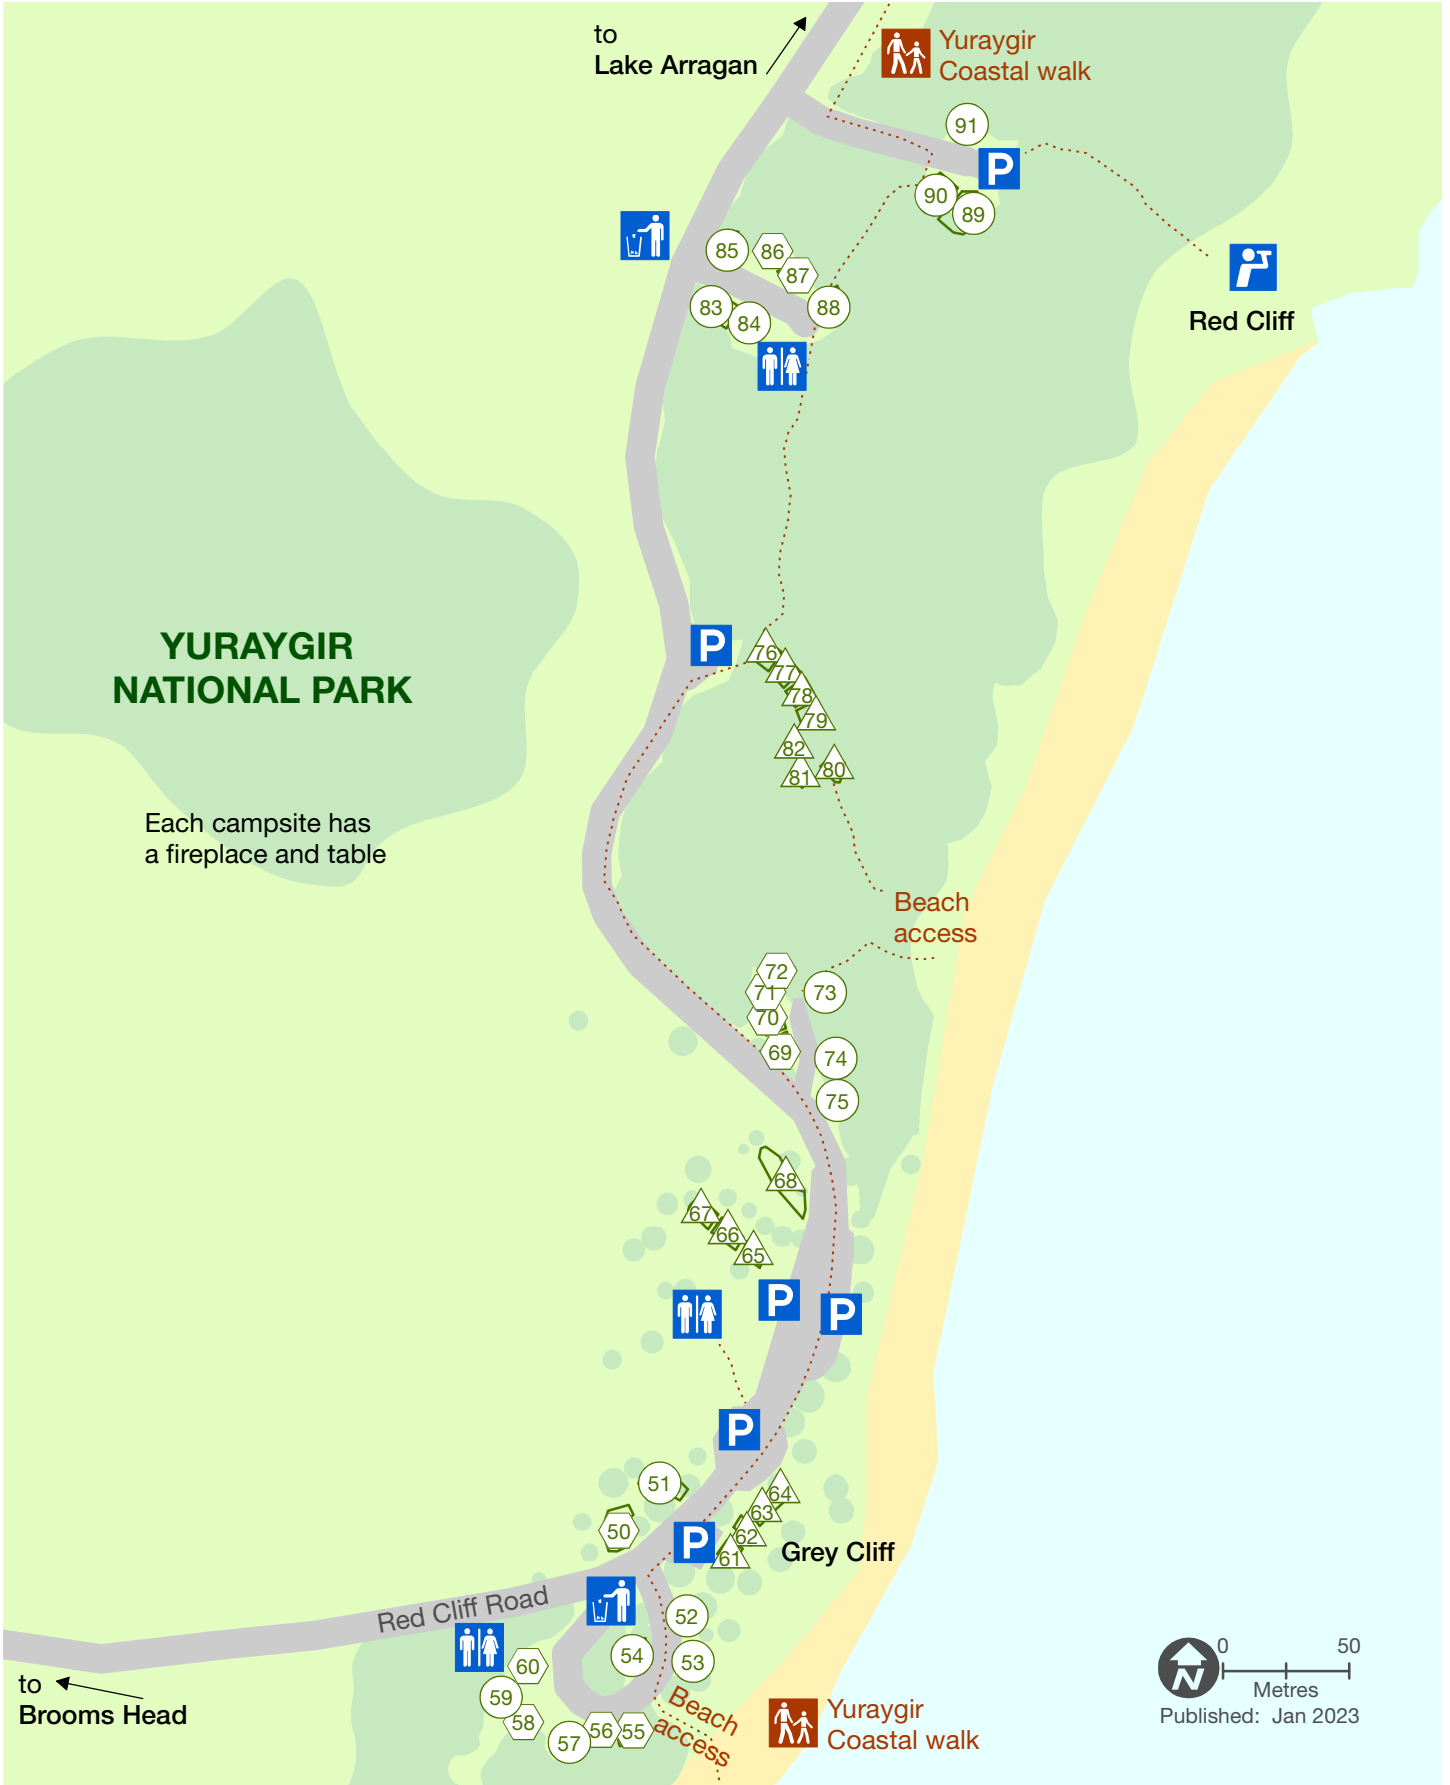 to
Lake Arragan
Yuraygir
Coastal walk
91
P
90
89
85
86
87
83
84
88
Red Cliff
YURAYGIR
NATIONAL PARK
P
76
77
78
79
82
81
80
Each campsite has
a fireplace and table
Beach
access
72
71
73
70
69
74
75
68
67
66
65
P
P
P
51
50
64
63
62
61
P
Grey Cliff
Red Cliff Road
52
54
53
60
59
58
57
56
55
Beach
access
to
Brooms Head
Yuraygir
Coastal walk
N
0
50
Metres
Published: Jan 2023